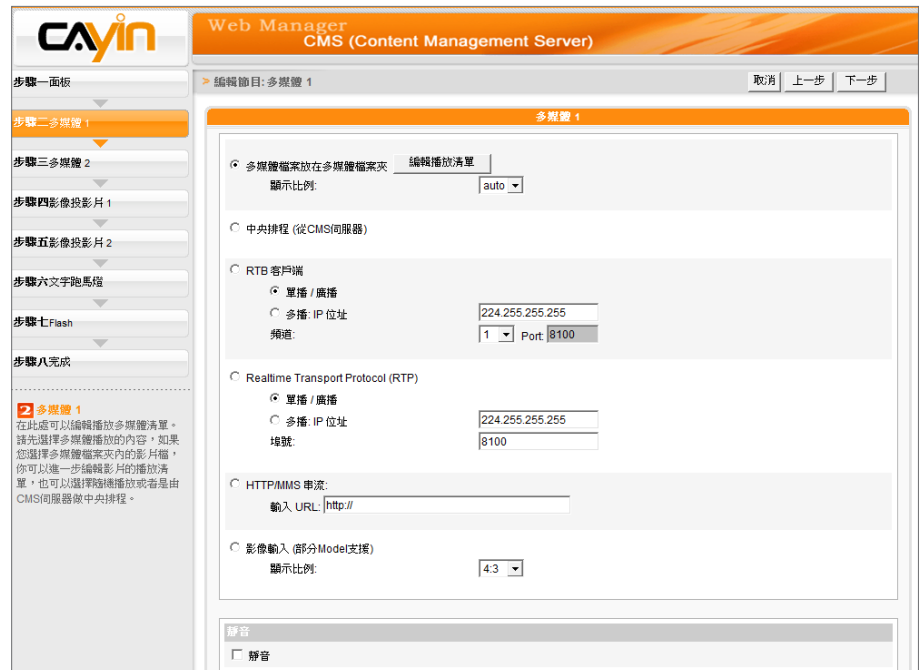 CAYIN
Web Manager
CMS (Content Management Server)
步驟一面板
步驟二多媒體 1
步驟三多媒體 2
步驟四影像投影片 1
步驟五影像投影片 2
步驟六文字跑馬燈
步驟七Flash
步驟八完成
2 多媒體 1
在此處可以編輯播放多媒體清單。
請先選擇多媒體播放的內容，如果
您選擇多媒體檔案夾內的影片檔，
你可以進一步編輯影片的播放清
單，也可以選擇隨機播放或者是由
CMS伺服器做中央排程。
> 編輯節目: 多媒體 1
取消 上一步 下一步
多媒體 1
多媒體檔案放在多媒體檔案夾 編輯播放清單
顯示比例: auto
中央排程 (從CMS伺服器)
RTB 客戶端
單播 / 廣播
多播: IP 位址 224.255.255.255
頻道: 1 Port: 8100
Realtime Transport Protocol (RTP)
單播 / 廣播
多播: IP 位址 224.255.255.255
埠號: 8100
HTTP/MMS 串流:
輸入 URL: http://
影像輸入 (部分Model支援)
顯示比例: 4:3
靜音
靜音